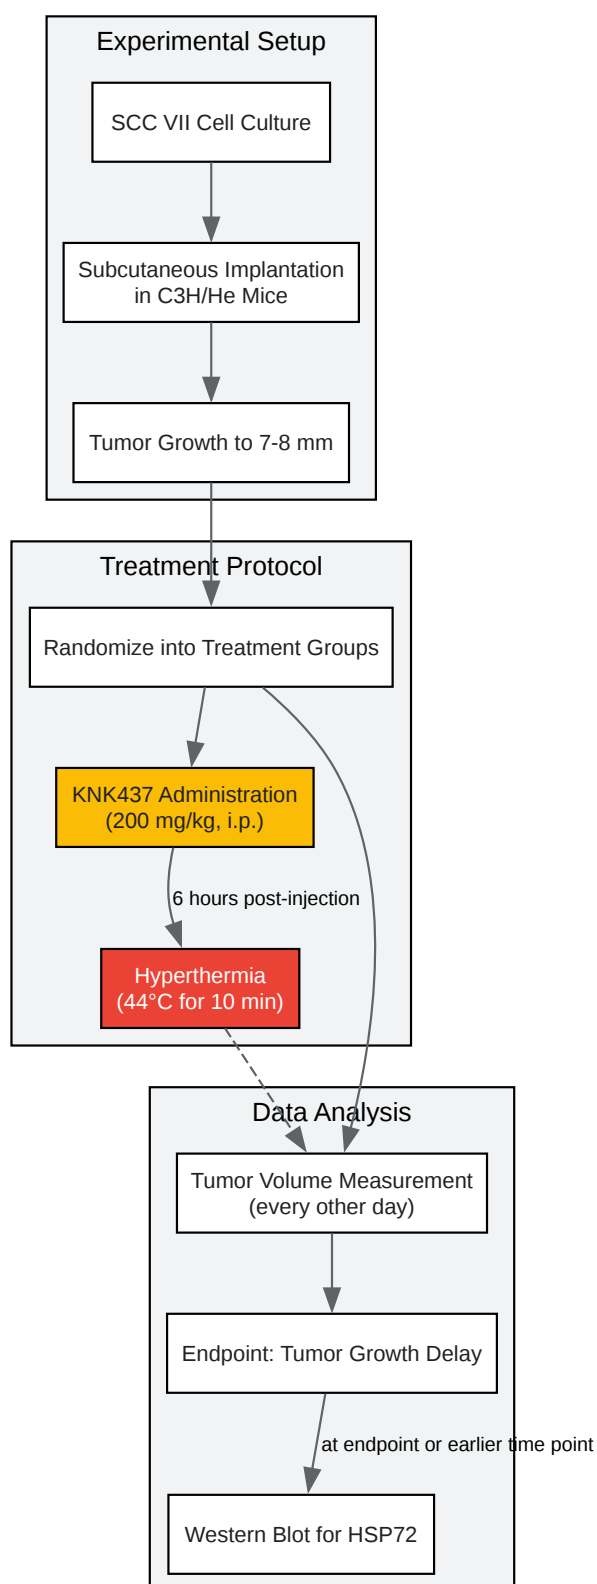 Experimental Setup
SCC VII Cell Culture
Subcutaneous Implantation
in C3H/He Mice
Tumor Growth to 7-8 mm
Treatment Protocol
Randomize into Treatment Groups
KNK437 Administration
(200 mg/kg, i.p.)
6 hours post-injection
Hyperthermia
(44°C for 10 min)
Data Analysis
Tumor Volume Measurement
(every other day)
Endpoint: Tumor Growth Delay
at endpoint or earlier time point
Western Blot for HSP72